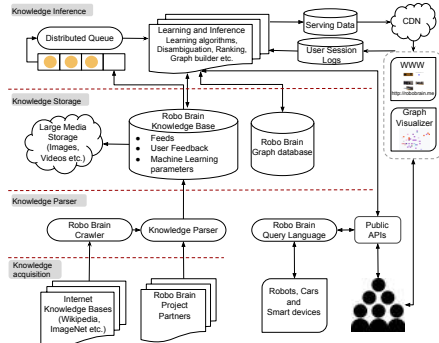 Knowledge Inference
Distributed Queue
Learning and Inference
Learning algorithms,
Disambiguation, Ranking,
Graph builder etc.
Serving Data
CDN
User Session
Logs
WWW
http://robobrain.me
Graph
Visualizer
Knowledge Storage
Large Media
Storage
(Images,
Videos etc.)
Robo Brain
Knowledge Base
● Feeds
● User Feedback
● Machine Learning
parameters
Robo Brain
Graph database
Knowledge Parser
Robo Brain
Crawler
Knowledge Parser
Robo Brain
Query Language
Public
APIs
Knowledge
acquisition
Internet
Knowledge Bases
(Wikipedia,
ImageNet etc.)
Robo Brain
Project
Partners
Robots, Cars
and
Smart devices